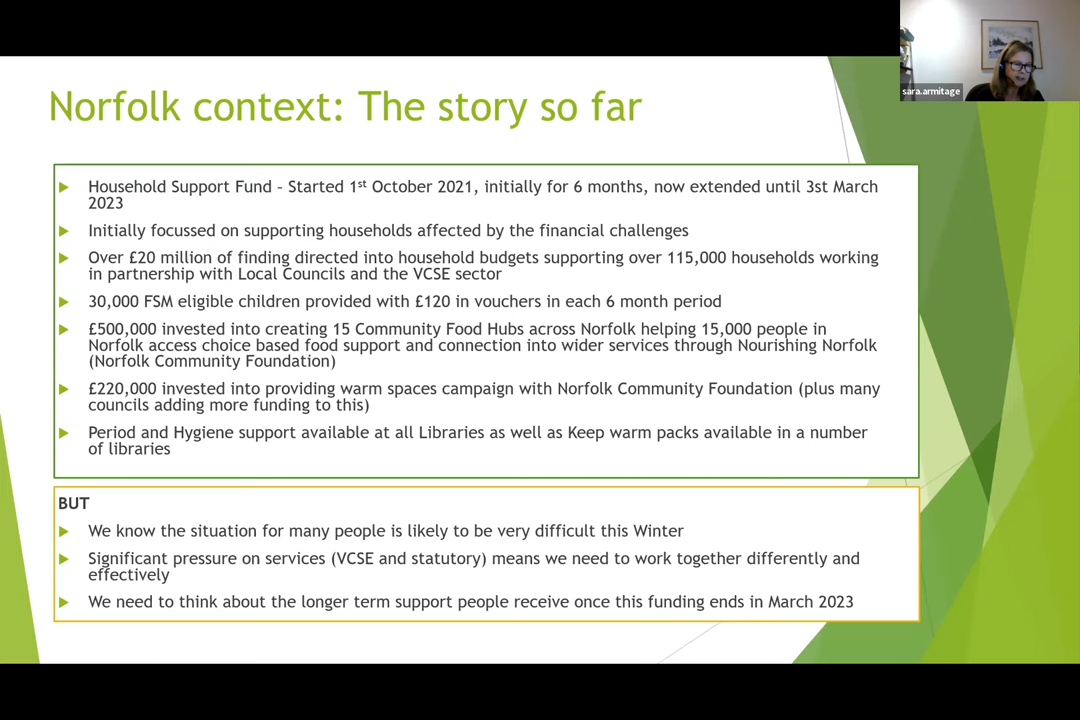 sara.armitage
Norfolk context: The story so far
Household Support Fund – Started 1st October 2021, initially for 6 months, now extended until 3st March
2023
Initially focussed on supporting households affected by the financial challenges
Over £20 million of finding directed into household budgets supporting over 115,000 households working
in partnership with Local Councils and the VCSE sector
30,000 FSM eligible children provided with £120 in vouchers in each 6 month period
£500,000 invested into creating 15 Community Food Hubs across Norfolk helping 15,000 people in
Norfolk access choice based food support and connection into wider services through Nourishing Norfolk
(Norfolk Community Foundation)
£220,000 invested into providing warm spaces campaign with Norfolk Community Foundation (plus many
councils adding more funding to this)
Period and Hygiene support available at all Libraries as well as Keep warm packs available in a number
of libraries
BUT
We know the situation for many people is likely to be very difficult this Winter
Significant pressure on services (VCSE and statutory) means we need to work together differently and
effectively
We need to think about the longer term support people receive once this funding ends in March 2023